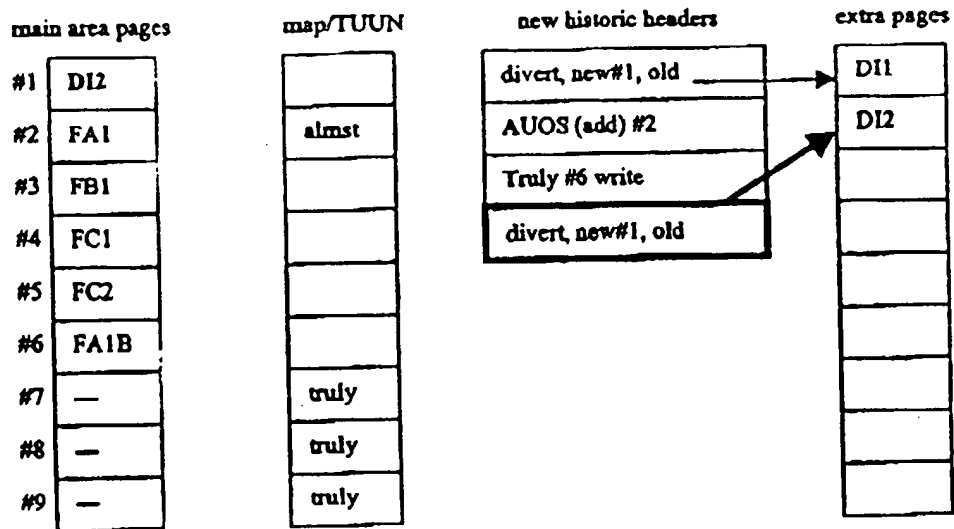 main area pages
#1 DI2
#2 FA1
#3 FB1
#4 FC1
#5 FC2
#6 FA1B
#7 —
#8 —
#9 —
map/TUUN
almst
truly
truly
truly
new historic headers
divert, new#1, old
AUOS (add) #2
Truly #6 write
divert, new#1, old
extra pages
DI1
DI2